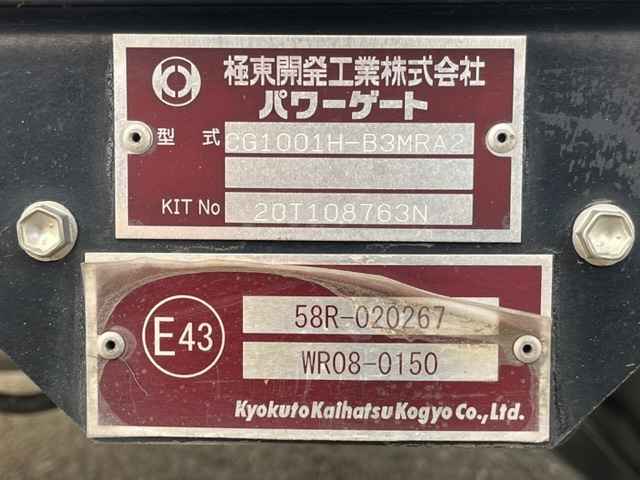 極東開発工業株式会社
パワーゲート
型式 CG1001H-B3MRA2
KIT No 20T108763N
E43 58R-020267
WR08-0150
Kyokuto Kaihatsu Kogyo Co., Ltd.